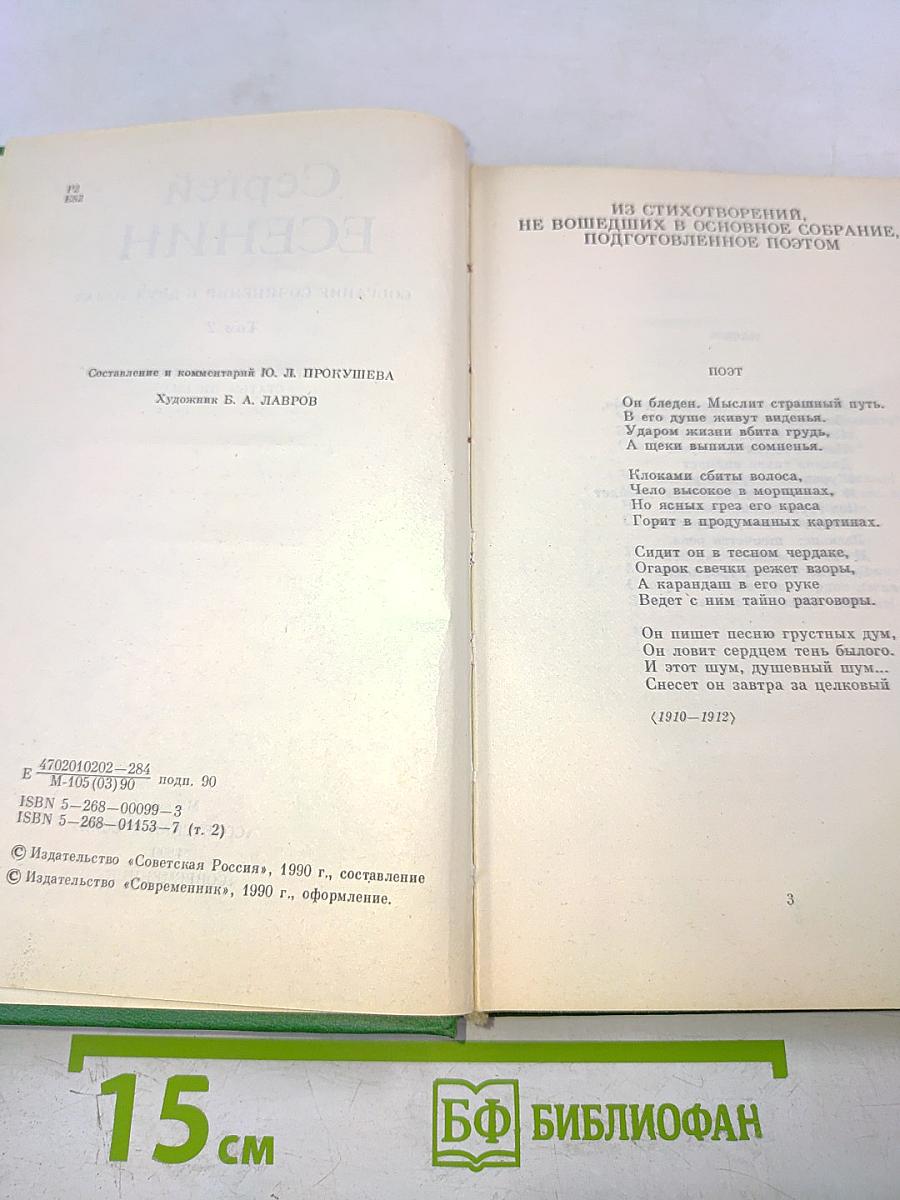 Р2
Е82
Сергей
ЕСЕНИН
Том 2
Составление и комментарий Ю. Л. ПРОКУШЕВА
Художник Б. А. ЛАВРОВ
Е 4702010202—284
М-105(03)90 подп. 90
ISBN 5—268—00099—3
ISBN 5—268—01153—7 (т. 2)
© Издательство «Советская Россия», 1990 г., составление
© Издательство «Современник», 1990 г., оформление.
ИЗ СТИХОТВОРЕНИЙ,
НЕ ВОШЕДШИХ В ОСНОВНОЕ СОБРАНИЕ,
ПОДГОТОВЛЕННОЕ ПОЭТОМ
ПОЭТ
Он бледен. Мыслит страшный путь.
В его душе живут виденья.
Ударом жизни вбита грудь,
А щеки выпили сомненья.
Клоками сбиты волоса,
Чело высокое в морщинах,
Но ясных грез его краса
Горит в продуманных картинах.
Сидит он в тесном чердаке,
Огарок свечки режет взоры,
А карандаш в его руке
Ведет с ним тайно разговоры.
Он пишет песню грустных дум,
Он ловит сердцем тень былого.
И этот шум, душевный шум...
Снесет он завтра за целковый
〈1910—1912〉
3
15 см
БФ БИБЛИОФАН